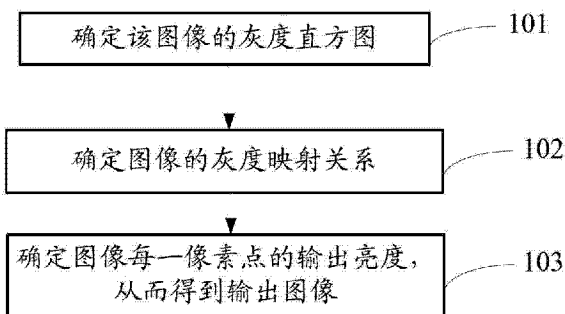 确定该图像的灰度直方图
101
确定图像的灰度映射关系
102
确定图像每一像素点的输出亮度，
从而得到输出图像
103